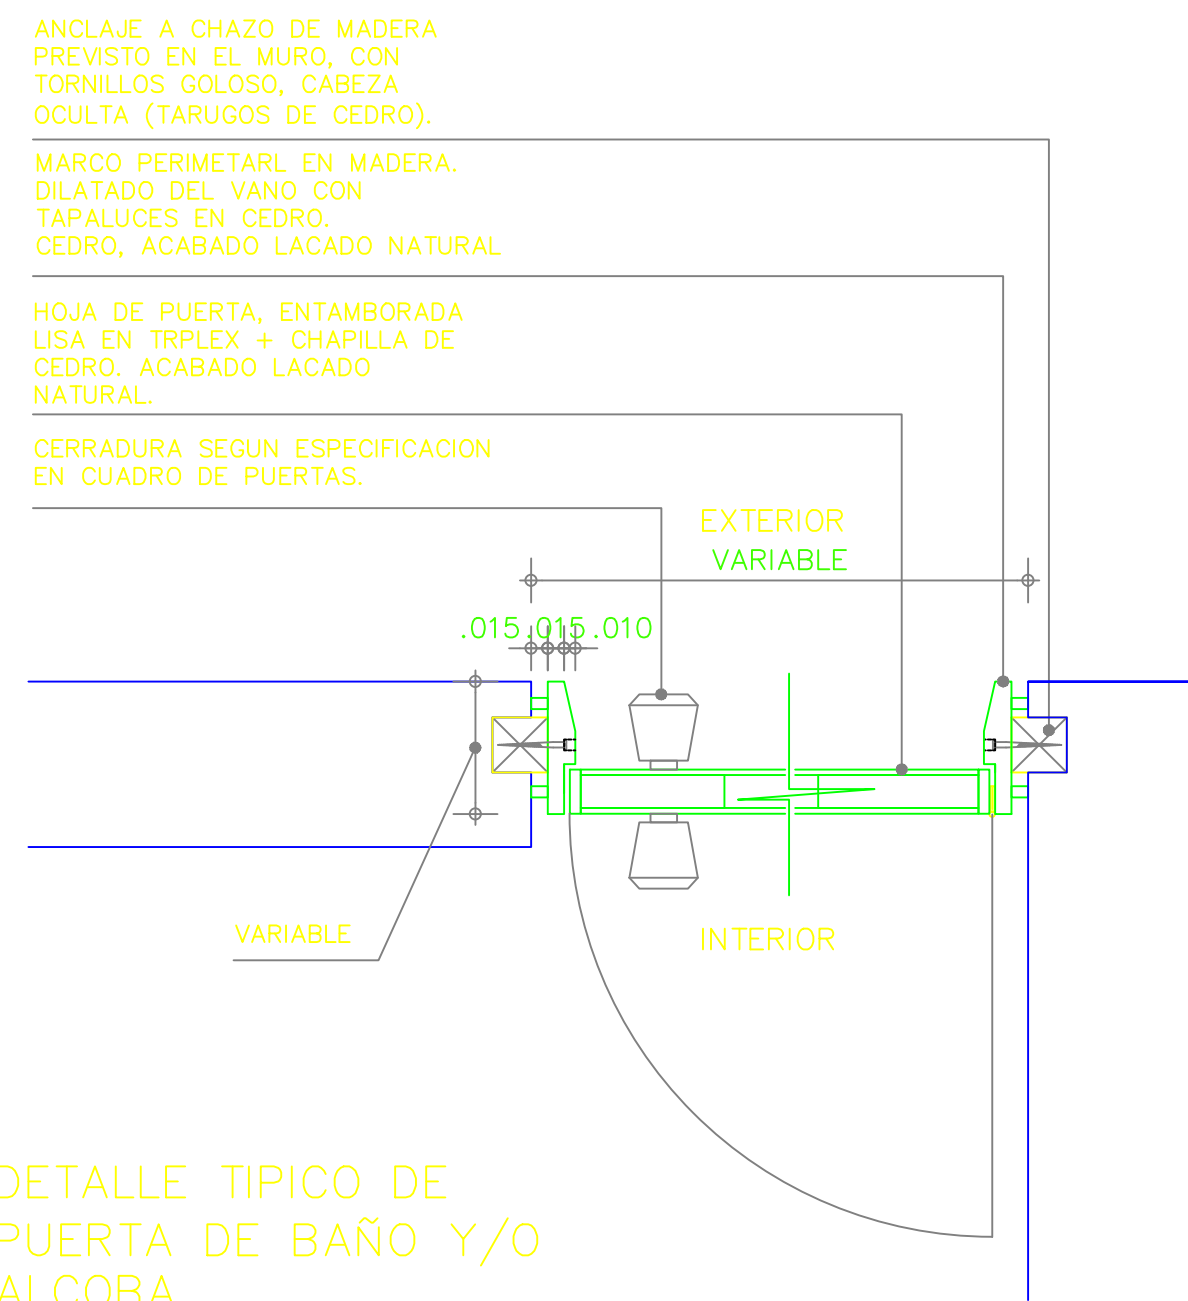 ANCLAJE A CHAZO DE MADERA
PREVISTO EN EL MURO, CON
TORNILLOS GOLOSO, CABEZA
OCULTA (TARUGOS DE CEDRO).
MARCO PERIMETARL EN MADERA.
DILATADO DEL VANO CON
TAPALUCES EN CEDRO.
CEDRO, ACABADO LACADO NATURAL
HOJA DE PUERTA, ENTAMBORADA
LISA EN TRPLEX + CHAPILLA DE
CEDRO. ACABADO LACADO
NATURAL.
CERRADURA SEGUN ESPECIFICACION
EN CUADRO DE PUERTAS.
EXTERIOR
VARIABLE
.015 .015 .010
VARIABLE
INTERIOR
DETALLE TIPICO DE
PUERTA DE BAÑO Y/O
ALCOBA